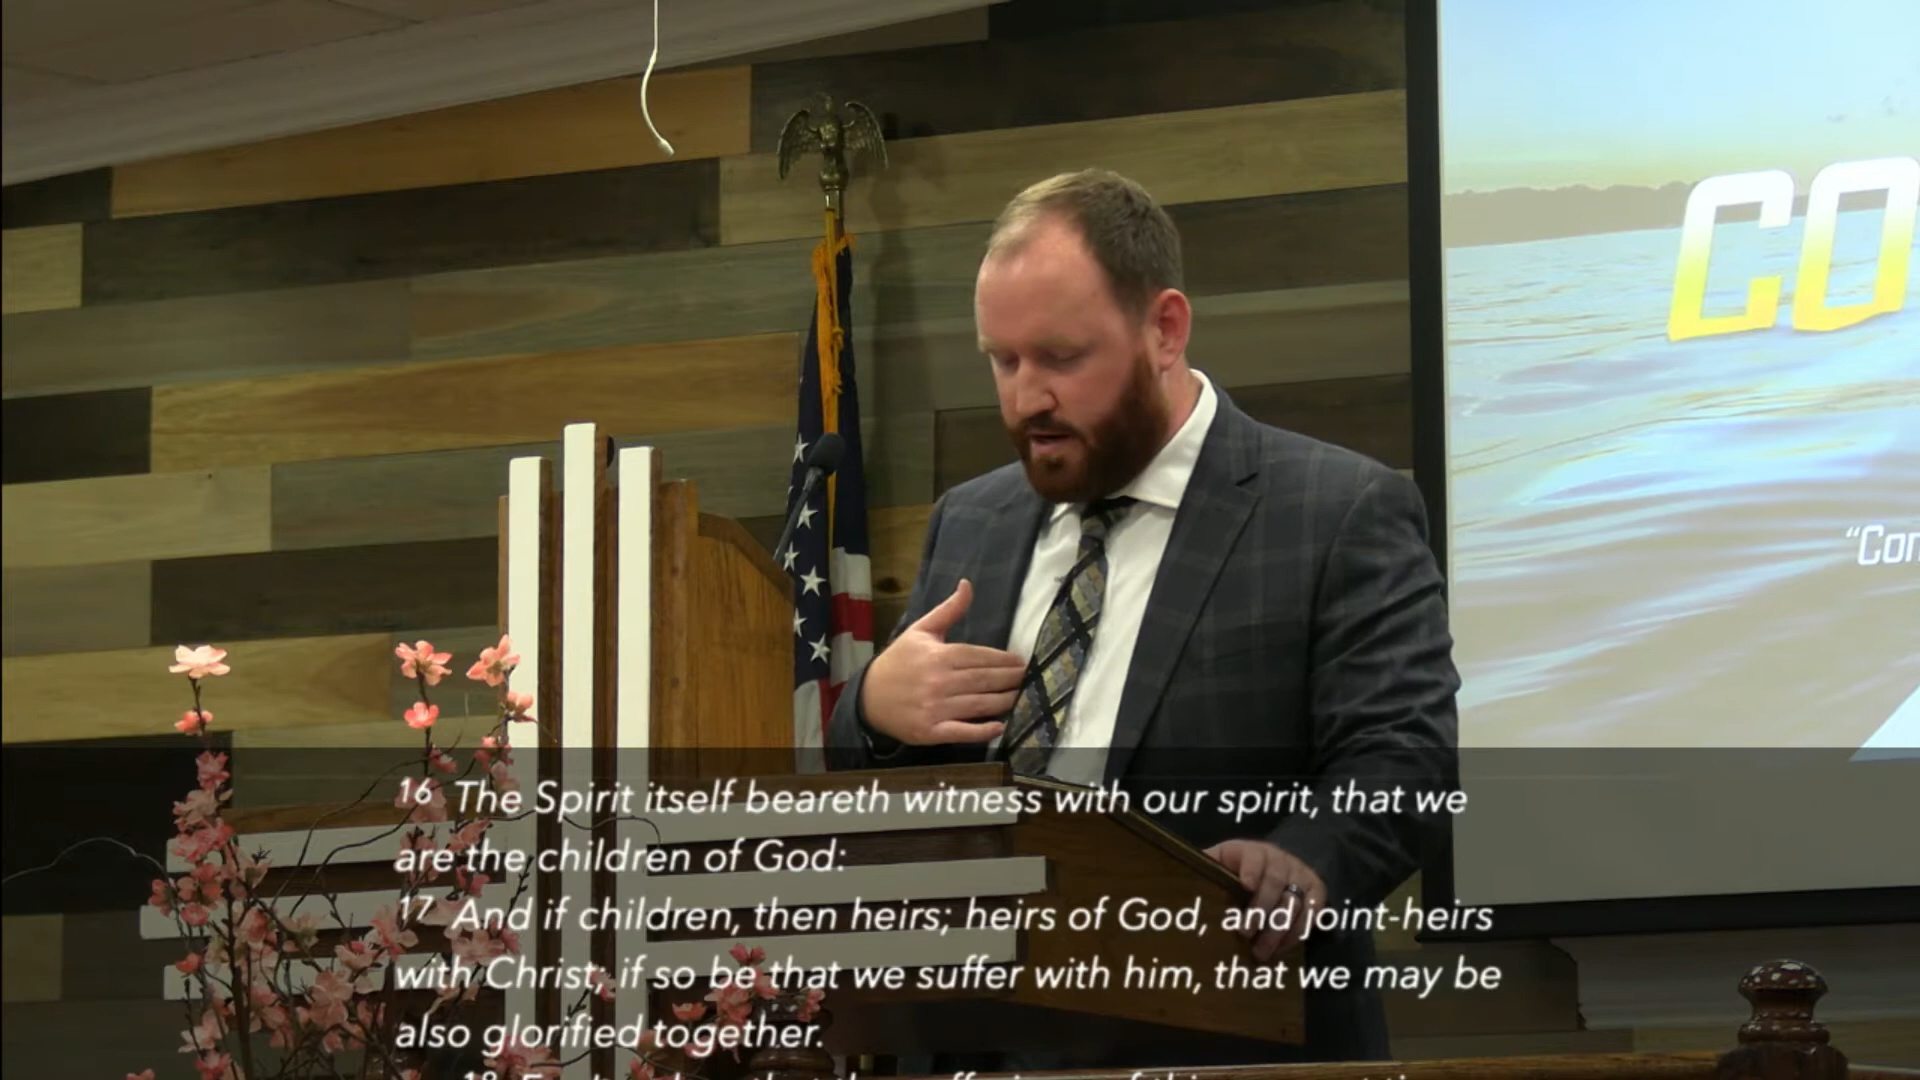 CO
"Con
16 The Spirit itself beareth witness with our spirit, that we
are the children of God:
17 And if children, then heirs; heirs of God, and joint-heirs
with Christ; if so be that we suffer with him, that we may be
also glorified together.